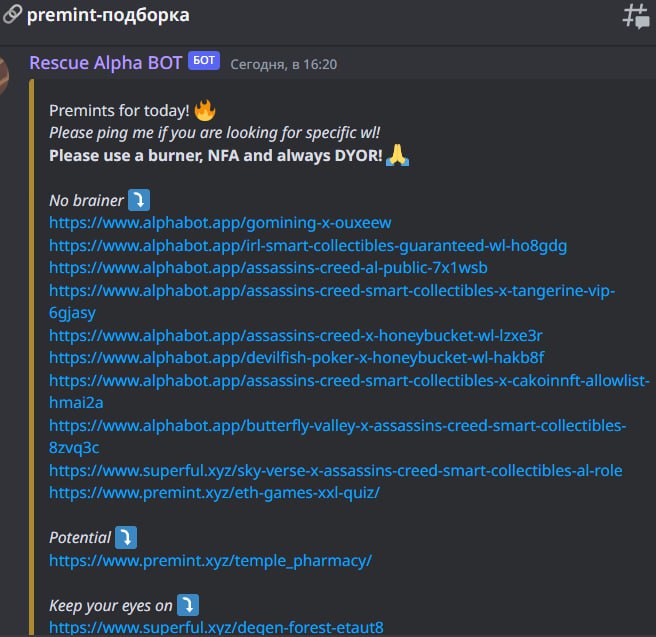 premint-подборка
Rescue Alpha BOT БОТ Сегодня, в 16:20
Premints for today! 🔥
Please ping me if you are looking for specific wl!
Please use a burner, NFA and always DYOR! 🙏
No brainer ⤵️
https://www.alphabot.app/gomining-x-ouxeew
https://www.alphabot.app/irl-smart-collectibles-guaranteed-wl-ho8gdg
https://www.alphabot.app/assassins-creed-al-public-7x1wsb
https://www.alphabot.app/assassins-creed-smart-collectibles-x-tangerine-vip-
6gjasy
https://www.alphabot.app/assassins-creed-x-honeybucket-wl-lzxe3r
https://www.alphabot.app/devilfish-poker-x-honeybucket-wl-hakb8f
https://www.alphabot.app/assassins-creed-smart-collectibles-x-cakoinnft-allowlist-
hmai2a
https://www.alphabot.app/butterfly-valley-x-assassins-creed-smart-collectibles-
8zvq3c
https://www.superful.xyz/sky-verse-x-assassins-creed-smart-collectibles-al-role
https://www.premint.xyz/eth-games-xxl-quiz/
Potential ⤵️
https://www.premint.xyz/temple_pharmacy/
Keep your eyes on ⤵️
https://www.superful.xyz/degen-forest-etaut8